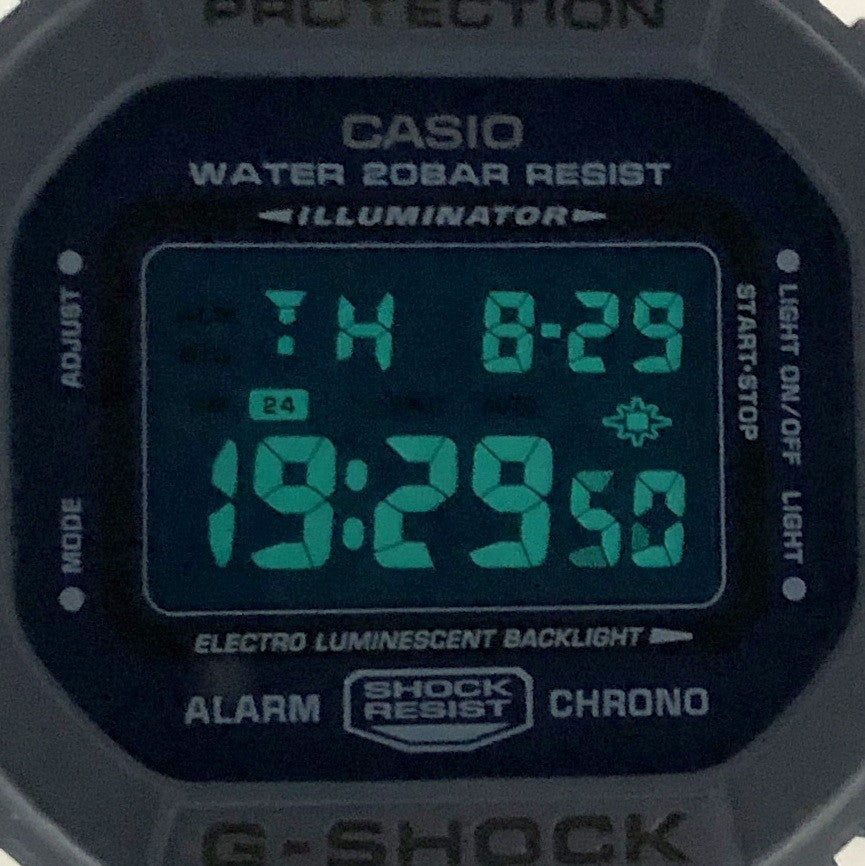 PROTECTION
CASIO
WATER 20BAR RESIST
ILLUMINATOR
ADJUST
MODE
TH 8-29
24
19:29 50
START•STOP
LIGHT ON/OFF
LIGHT
ELECTRO LUMINESCENT BACKLIGHT
ALARM
SHOCK
RESIST
CHRONO
G-SHOCK